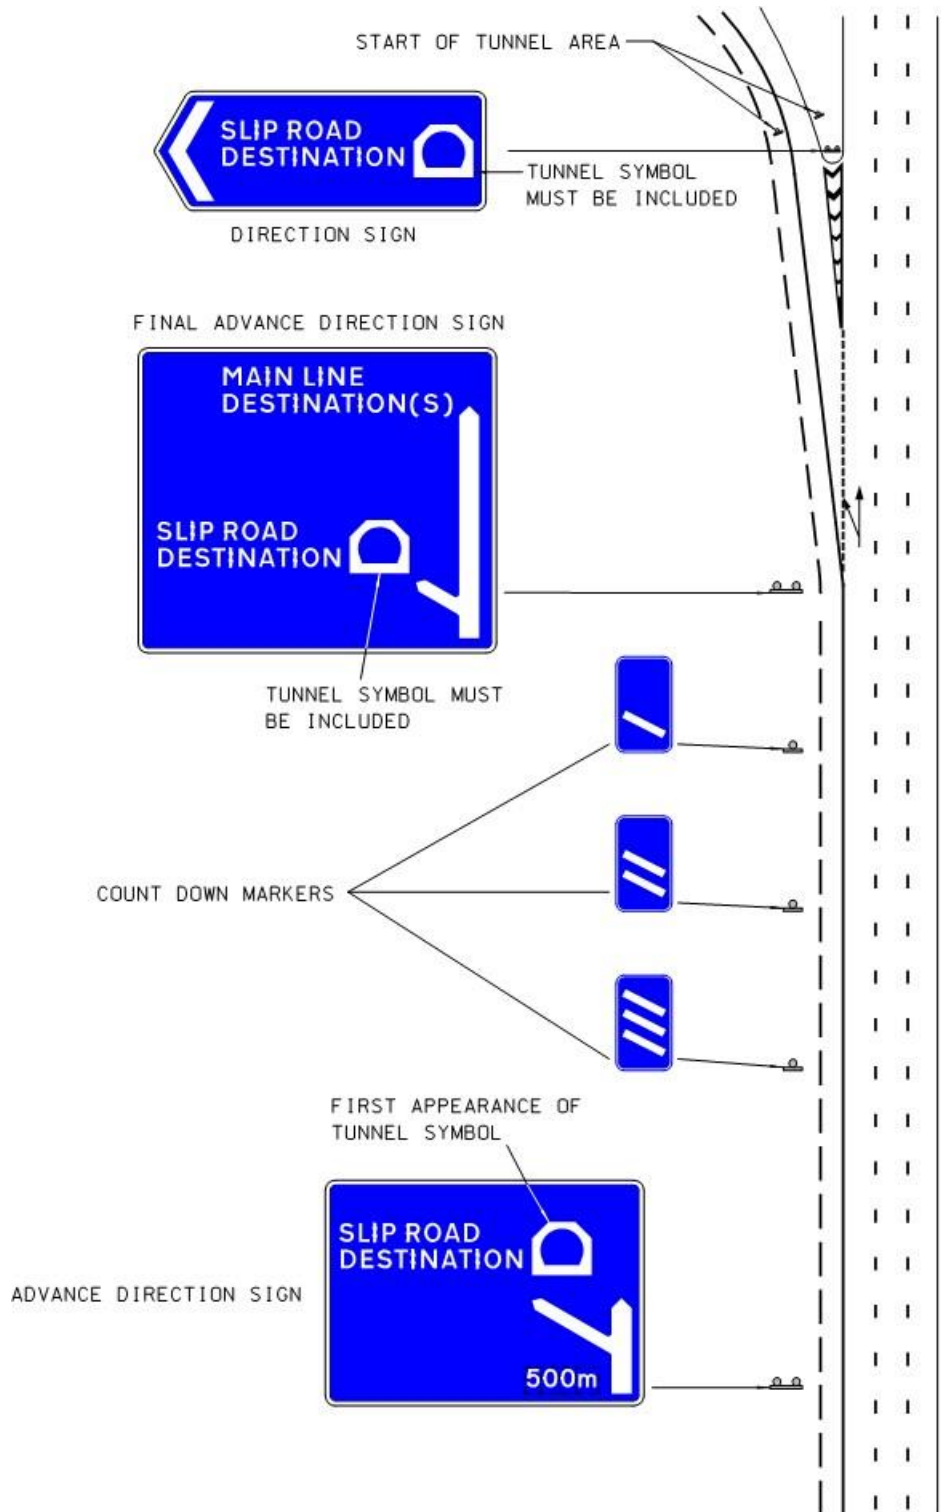 START OF TUNNEL AREA
SLIP ROAD
DESTINATION
TUNNEL SYMBOL
MUST BE INCLUDED
DIRECTION SIGN
FINAL ADVANCE DIRECTION SIGN
MAIN LINE
DESTINATION(S)
SLIP ROAD
DESTINATION
TUNNEL SYMBOL MUST
BE INCLUDED
COUNT DOWN MARKERS
FIRST APPEARANCE OF
TUNNEL SYMBOL
SLIP ROAD
DESTINATION
ADVANCE DIRECTION SIGN
500m